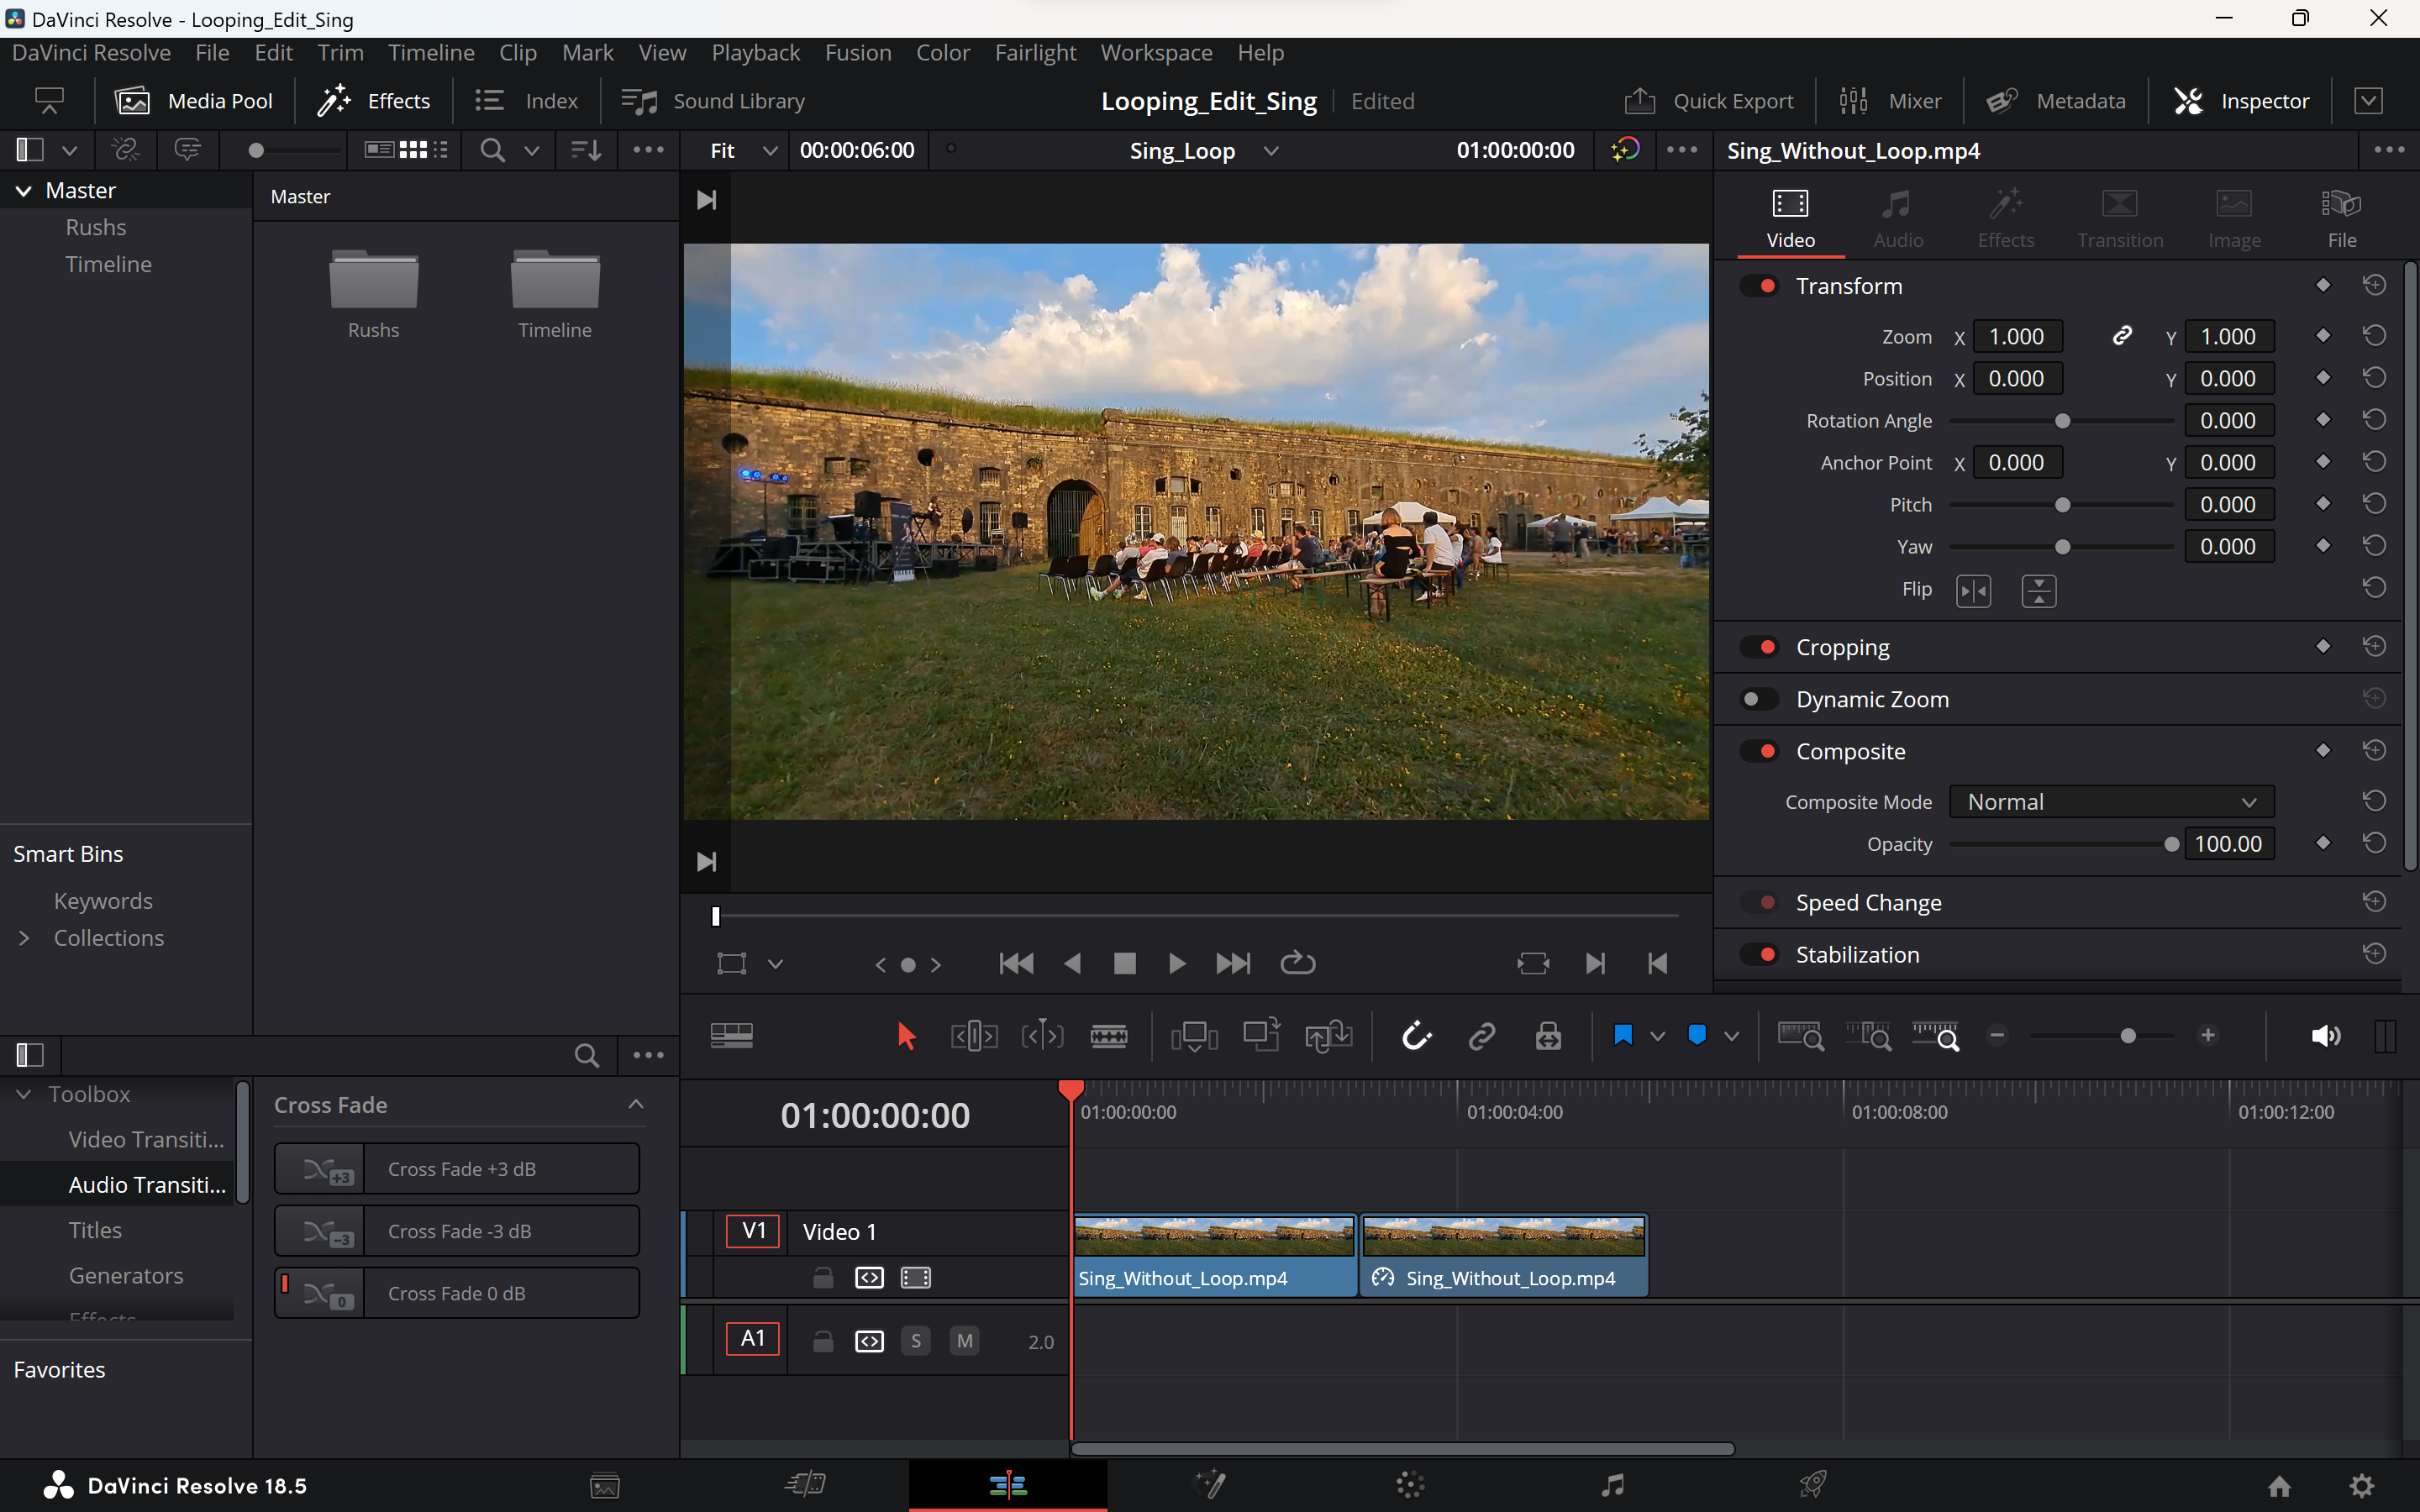 DaVinci Resolve - Looping_Edit_Sing
DaVinci Resolve File Edit Trim Timeline Clip Mark View Playback Fusion Color Fairlight Workspace Help
Media Pool Effects Index Sound Library Looping_Edit_Sing Edited Quick Export Mixer Metadata Inspector
Fit 00:00:06:00 Sing_Loop 01:00:00:00 Sing_Without_Loop.mp4
Master
Rushs
Timeline
Master
Rushs Timeline
Smart Bins
Keywords
Collections
Video Audio Effects Transition Image File
Transform
Zoom X 1.000 Y 1.000
Position X 0.000 Y 0.000
Rotation Angle 0.000
Anchor Point X 0.000 Y 0.000
Pitch 0.000
Yaw 0.000
Flip
Cropping
Dynamic Zoom
Composite
Composite Mode Normal
Opacity 100.00
Speed Change
Stabilization
Toolbox
Video Transiti...
Audio Transiti...
Titles
Generators
Effects
Favorites
Cross Fade
+3 Cross Fade +3 dB
-3 Cross Fade -3 dB
0 Cross Fade 0 dB
01:00:00:00
01:00:00:00 01:00:04:00 01:00:08:00 01:00:12:00
V1 Video 1
Sing_Without_Loop.mp4 Sing_Without_Loop.mp4
A1 S M 2.0
DaVinci Resolve 18.5